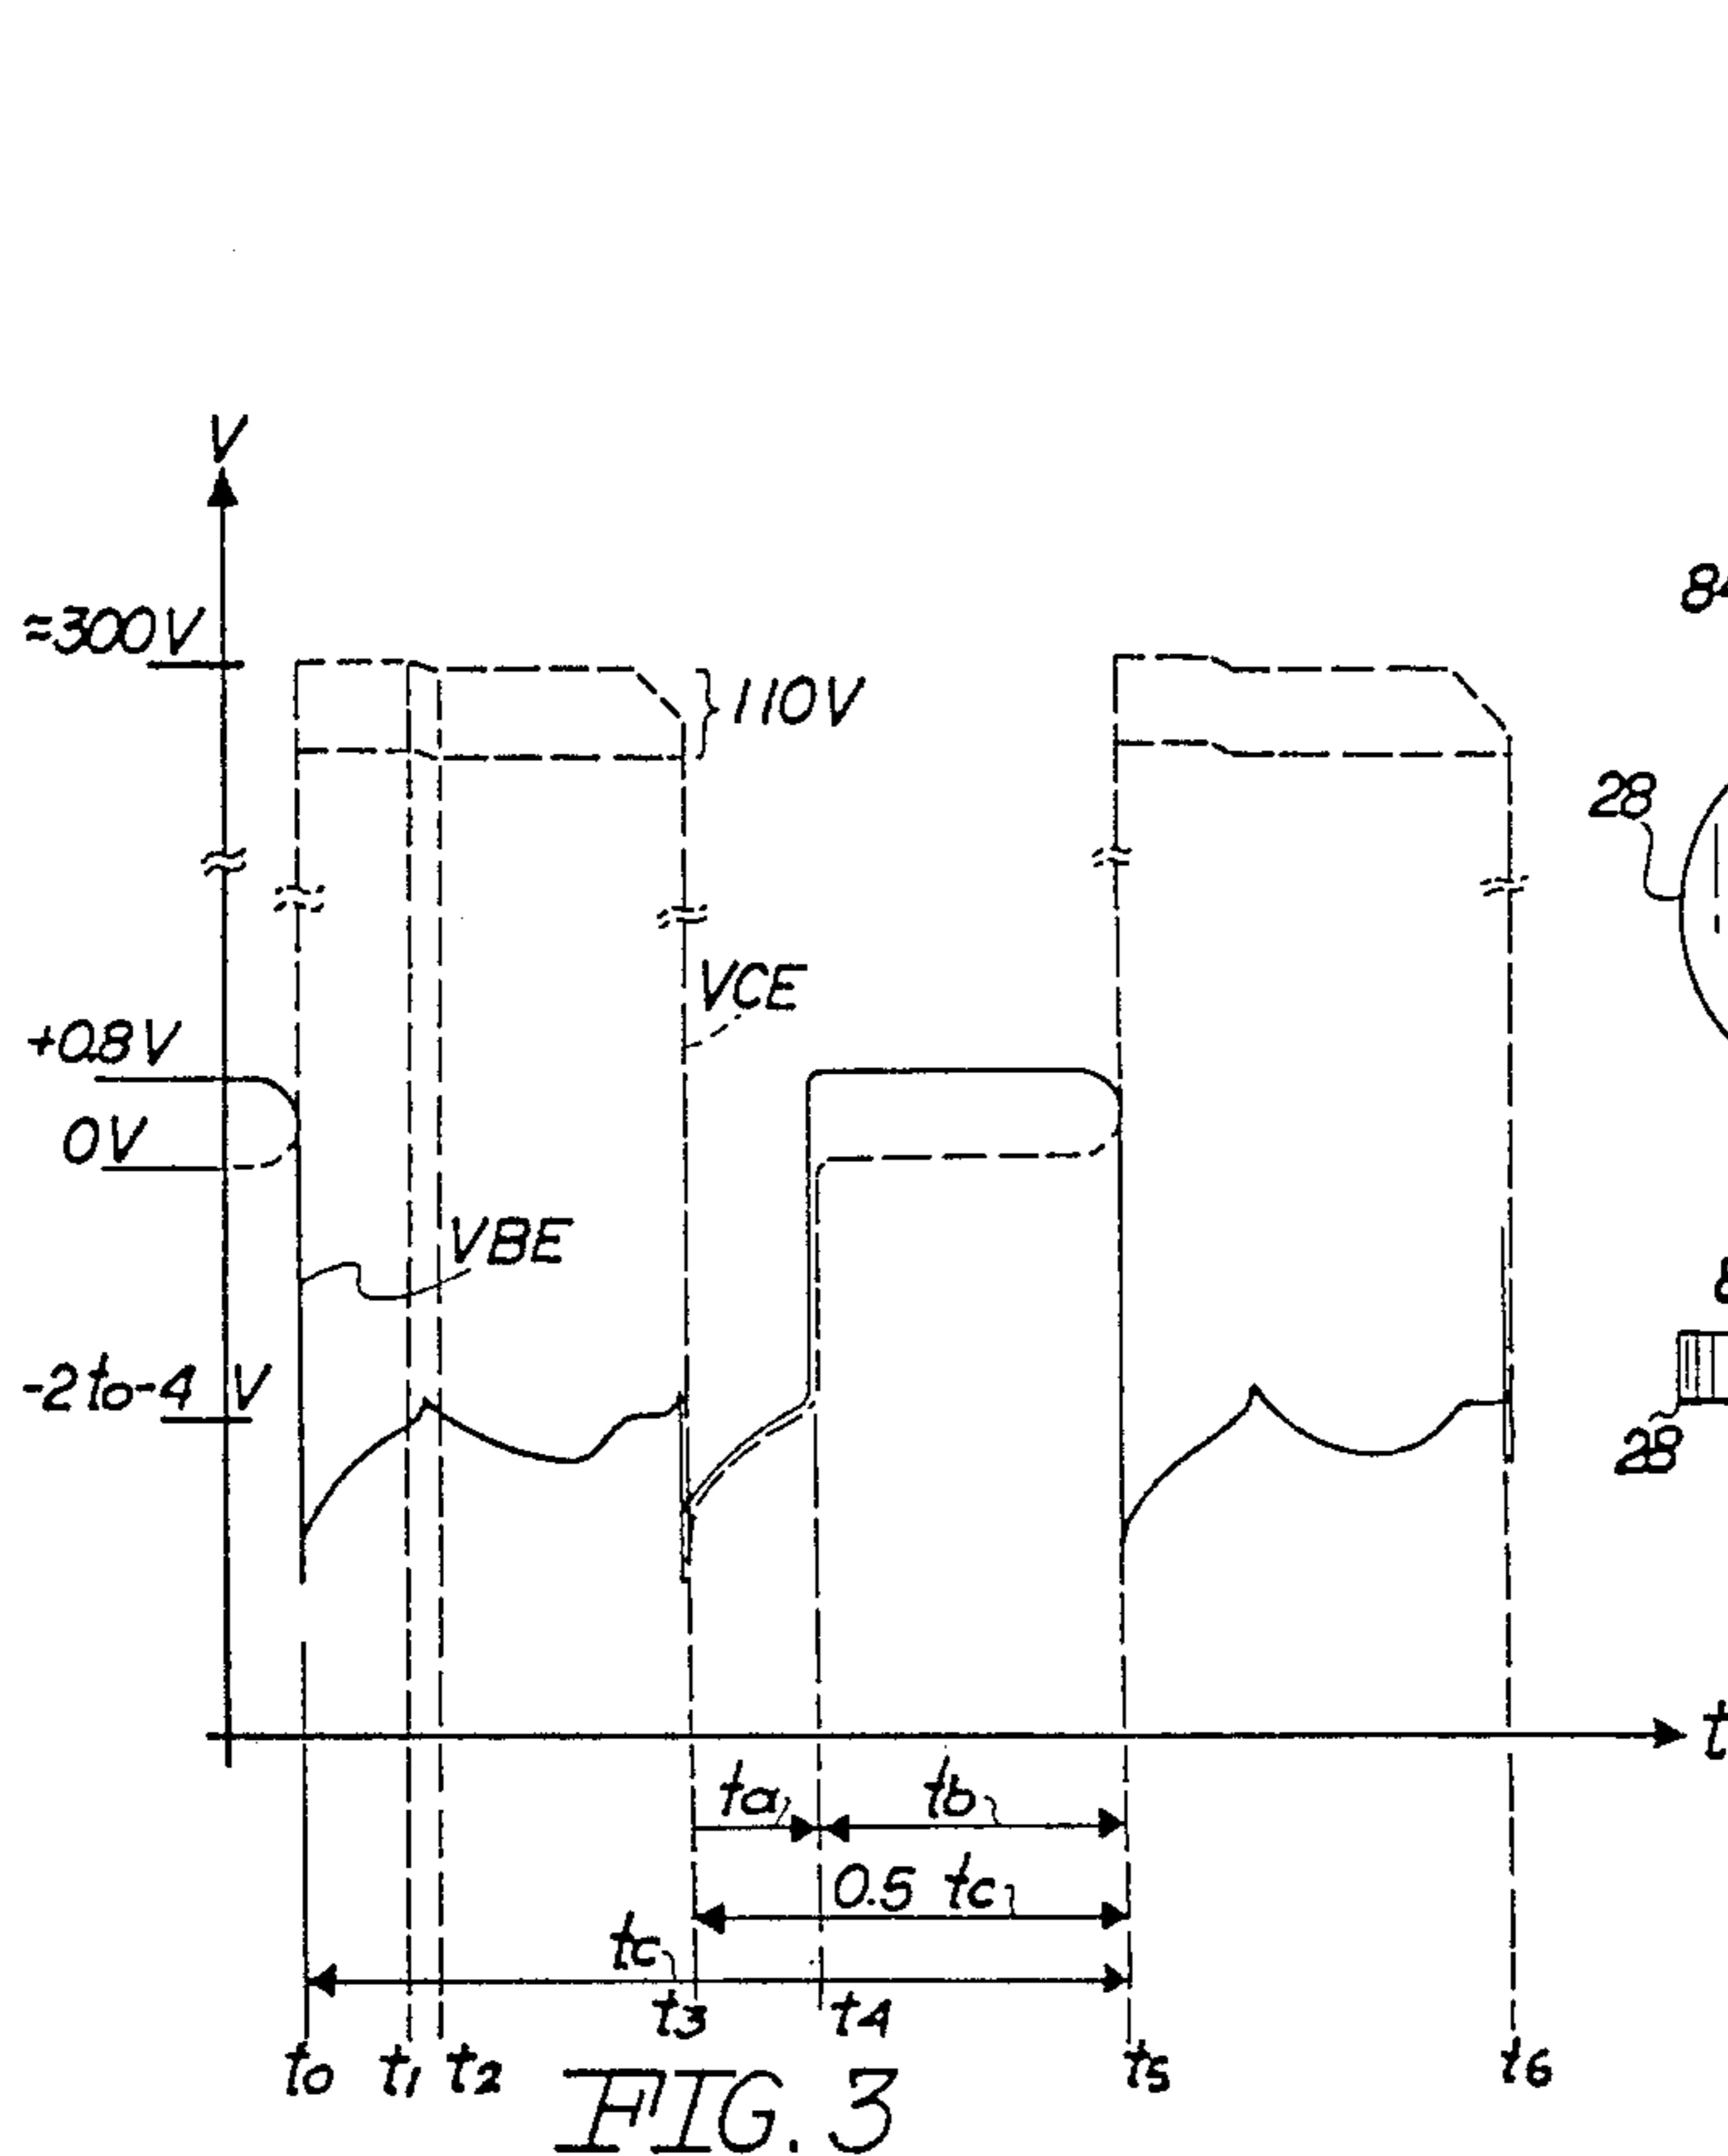 V
≈300V
110V
84
28
VCE
+0.8V
0V
VBE
-2 to -4 V
28
t
ta
tb
0.5 tc
tc
t3
t4
t0
t1
t2
t5
t6
FIG. 3